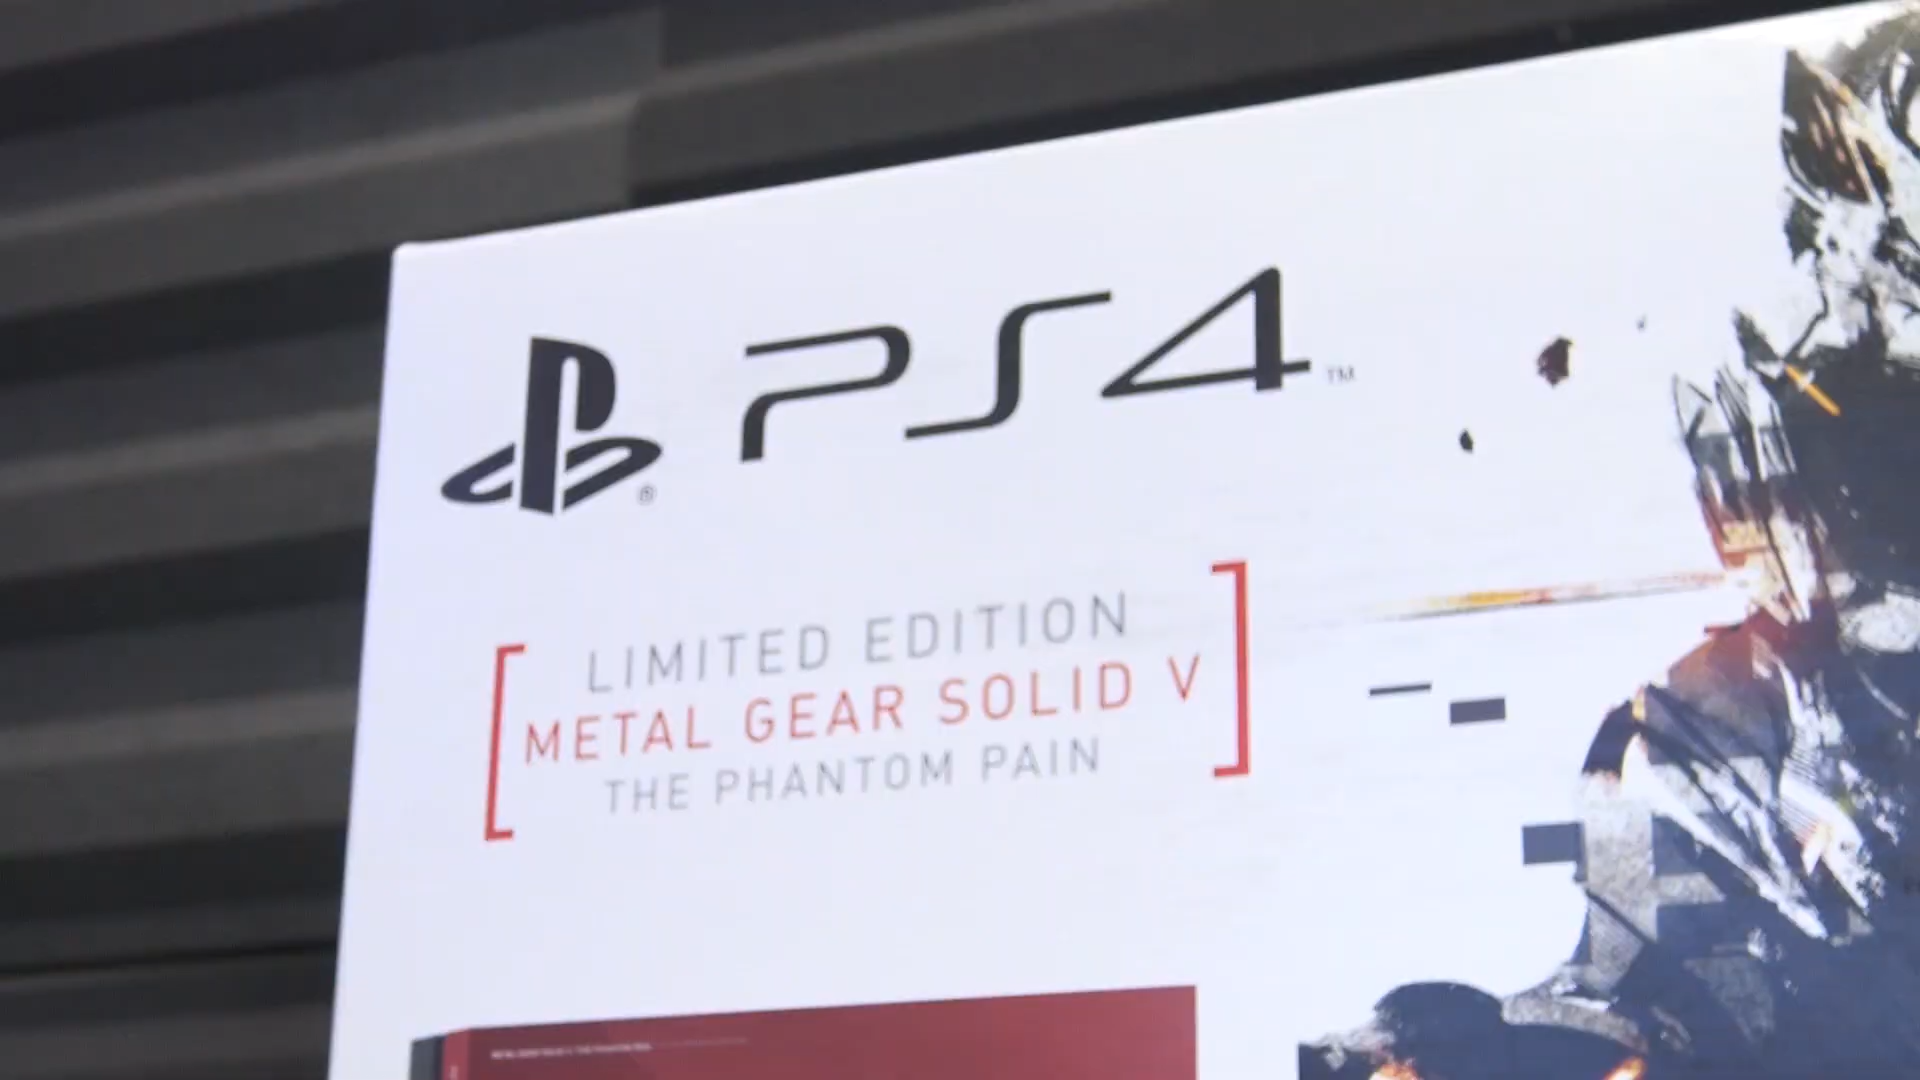 PS4™
LIMITED EDITION
METAL GEAR SOLID V
THE PHANTOM PAIN